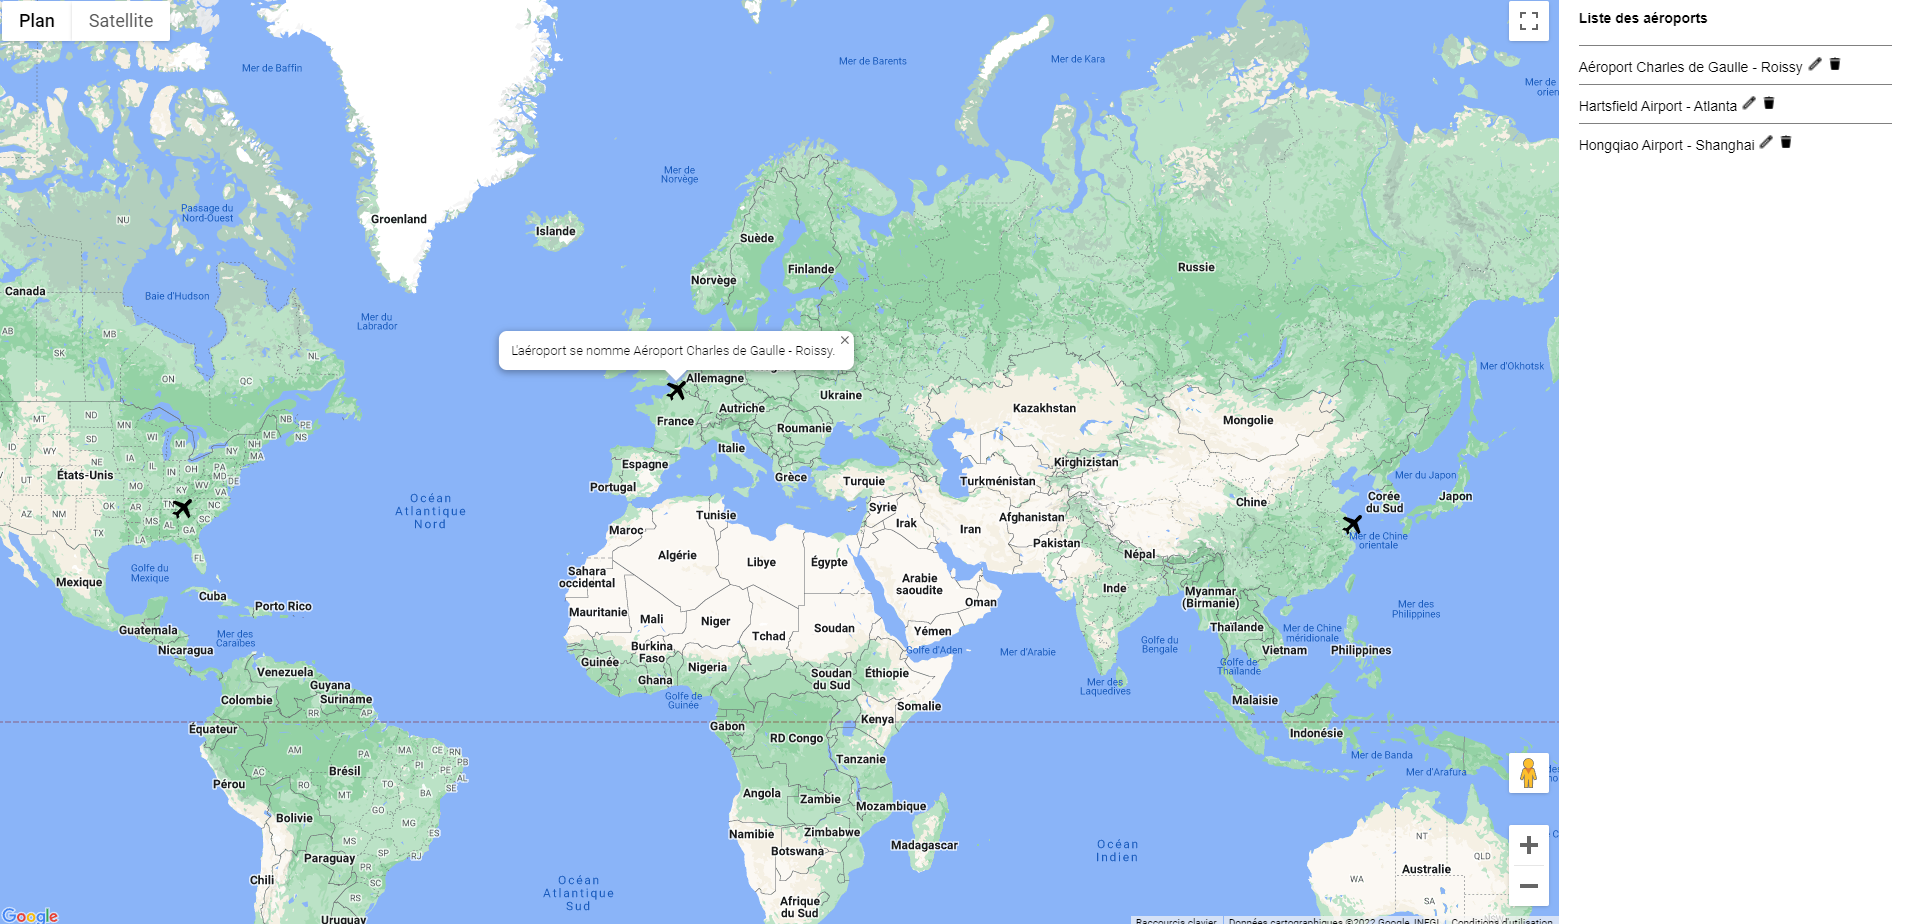 Plan
Satellite
Liste des aéroports
Aéroport Charles de Gaulle - Roissy
Hartsfield Airport - Atlanta
Hongqiao Airport - Shanghai
Mer de Baffin
Mer de Barents
Mer de Kara
Mer de
orien
Mer de
Norvège
Passage du
Nord-Ouest
NU
Groenland
Islande
Suède
Finlande
Norvège
Russie
Canada
Baie d'Hudson
Mer du
Labrador
AB
MB
SK
NL
ON
QC
L'aéroport se nomme Aéroport Charles de Gaulle - Roissy.
Allemagne
Ukraine
Autriche
France
Roumanie
Italie
Espagne
Portugal
Grèce
Turquie
Kazakhstan
Mongolie
Kirghizistan
Turkménistan
Mer d'Okhotsk
Mer du Japon
Japon
Corée
du Sud
Chine
Mer de Chine
orientale
MT
ND
MN
NB
PE
NS
NH
ME
ID
WY
SD
WI
MI
NY
MA
États-Unis
NE
IA
IL
IN
OH
PA
MD
DE
UT
MO
KY
WV
VA
TN
NC
AZ
NM
OK
AR
MS
AL
GA
SC
TX
LA
FL
Océan
Atlantique
Nord
Tunisie
Maroc
Syrie
Irak
Iran
Afghanistan
Pakistan
Népal
Algérie
Libye
Égypte
Golfe du
Mexique
Mexique
Cuba
Porto Rico
Sahara
occidental
Arabie
saoudite
Oman
Inde
Myanmar
(Birmanie)
Mauritanie
Mali
Niger
Tchad
Soudan
Yémen
Thaïlande
Mer des
Philippines
Guatemala
Nicaragua
Mer des
Caraïbes
Burkina
Faso
Guinée
Ghana
Nigeria
Golfe d'Aden
Mer d'Arabie
Golfe du
Bengale
Mer de Chine
méridionale
Vietnam
Philippines
Golfe de
Thaïlande
Venezuela
Guyana
Suriname
Colombie
RR
AP
Golfe de
Guinée
Soudan
du Sud
Éthiopie
Somalie
Mer des
Laquedives
Malaisie
Équateur
Gabon
RD Congo
Kenya
Tanzanie
Indonésie
Mer de Banda
Mer d'Arafura
AM
PA
MA
CE
RN
PB
PI
PE
AL
SE
AC
RO
TO
BA
MT
GO
MG
ES
MS
SP
RJ
PR
SC
RS
Brésil
Pérou
Bolivie
Paraguay
Chili
Uruguay
Angola
Zambie
Mozambique
Namibie
Zimbabwe
Botswana
Madagascar
Afrique
du Sud
Océan
Atlantique
Sud
Océan
Indien
NT
QLD
Australie
WA
SA
Google
Raccourcis clavier
Données cartographiques ©2022 Google, INEGI
Conditions d'utilisation